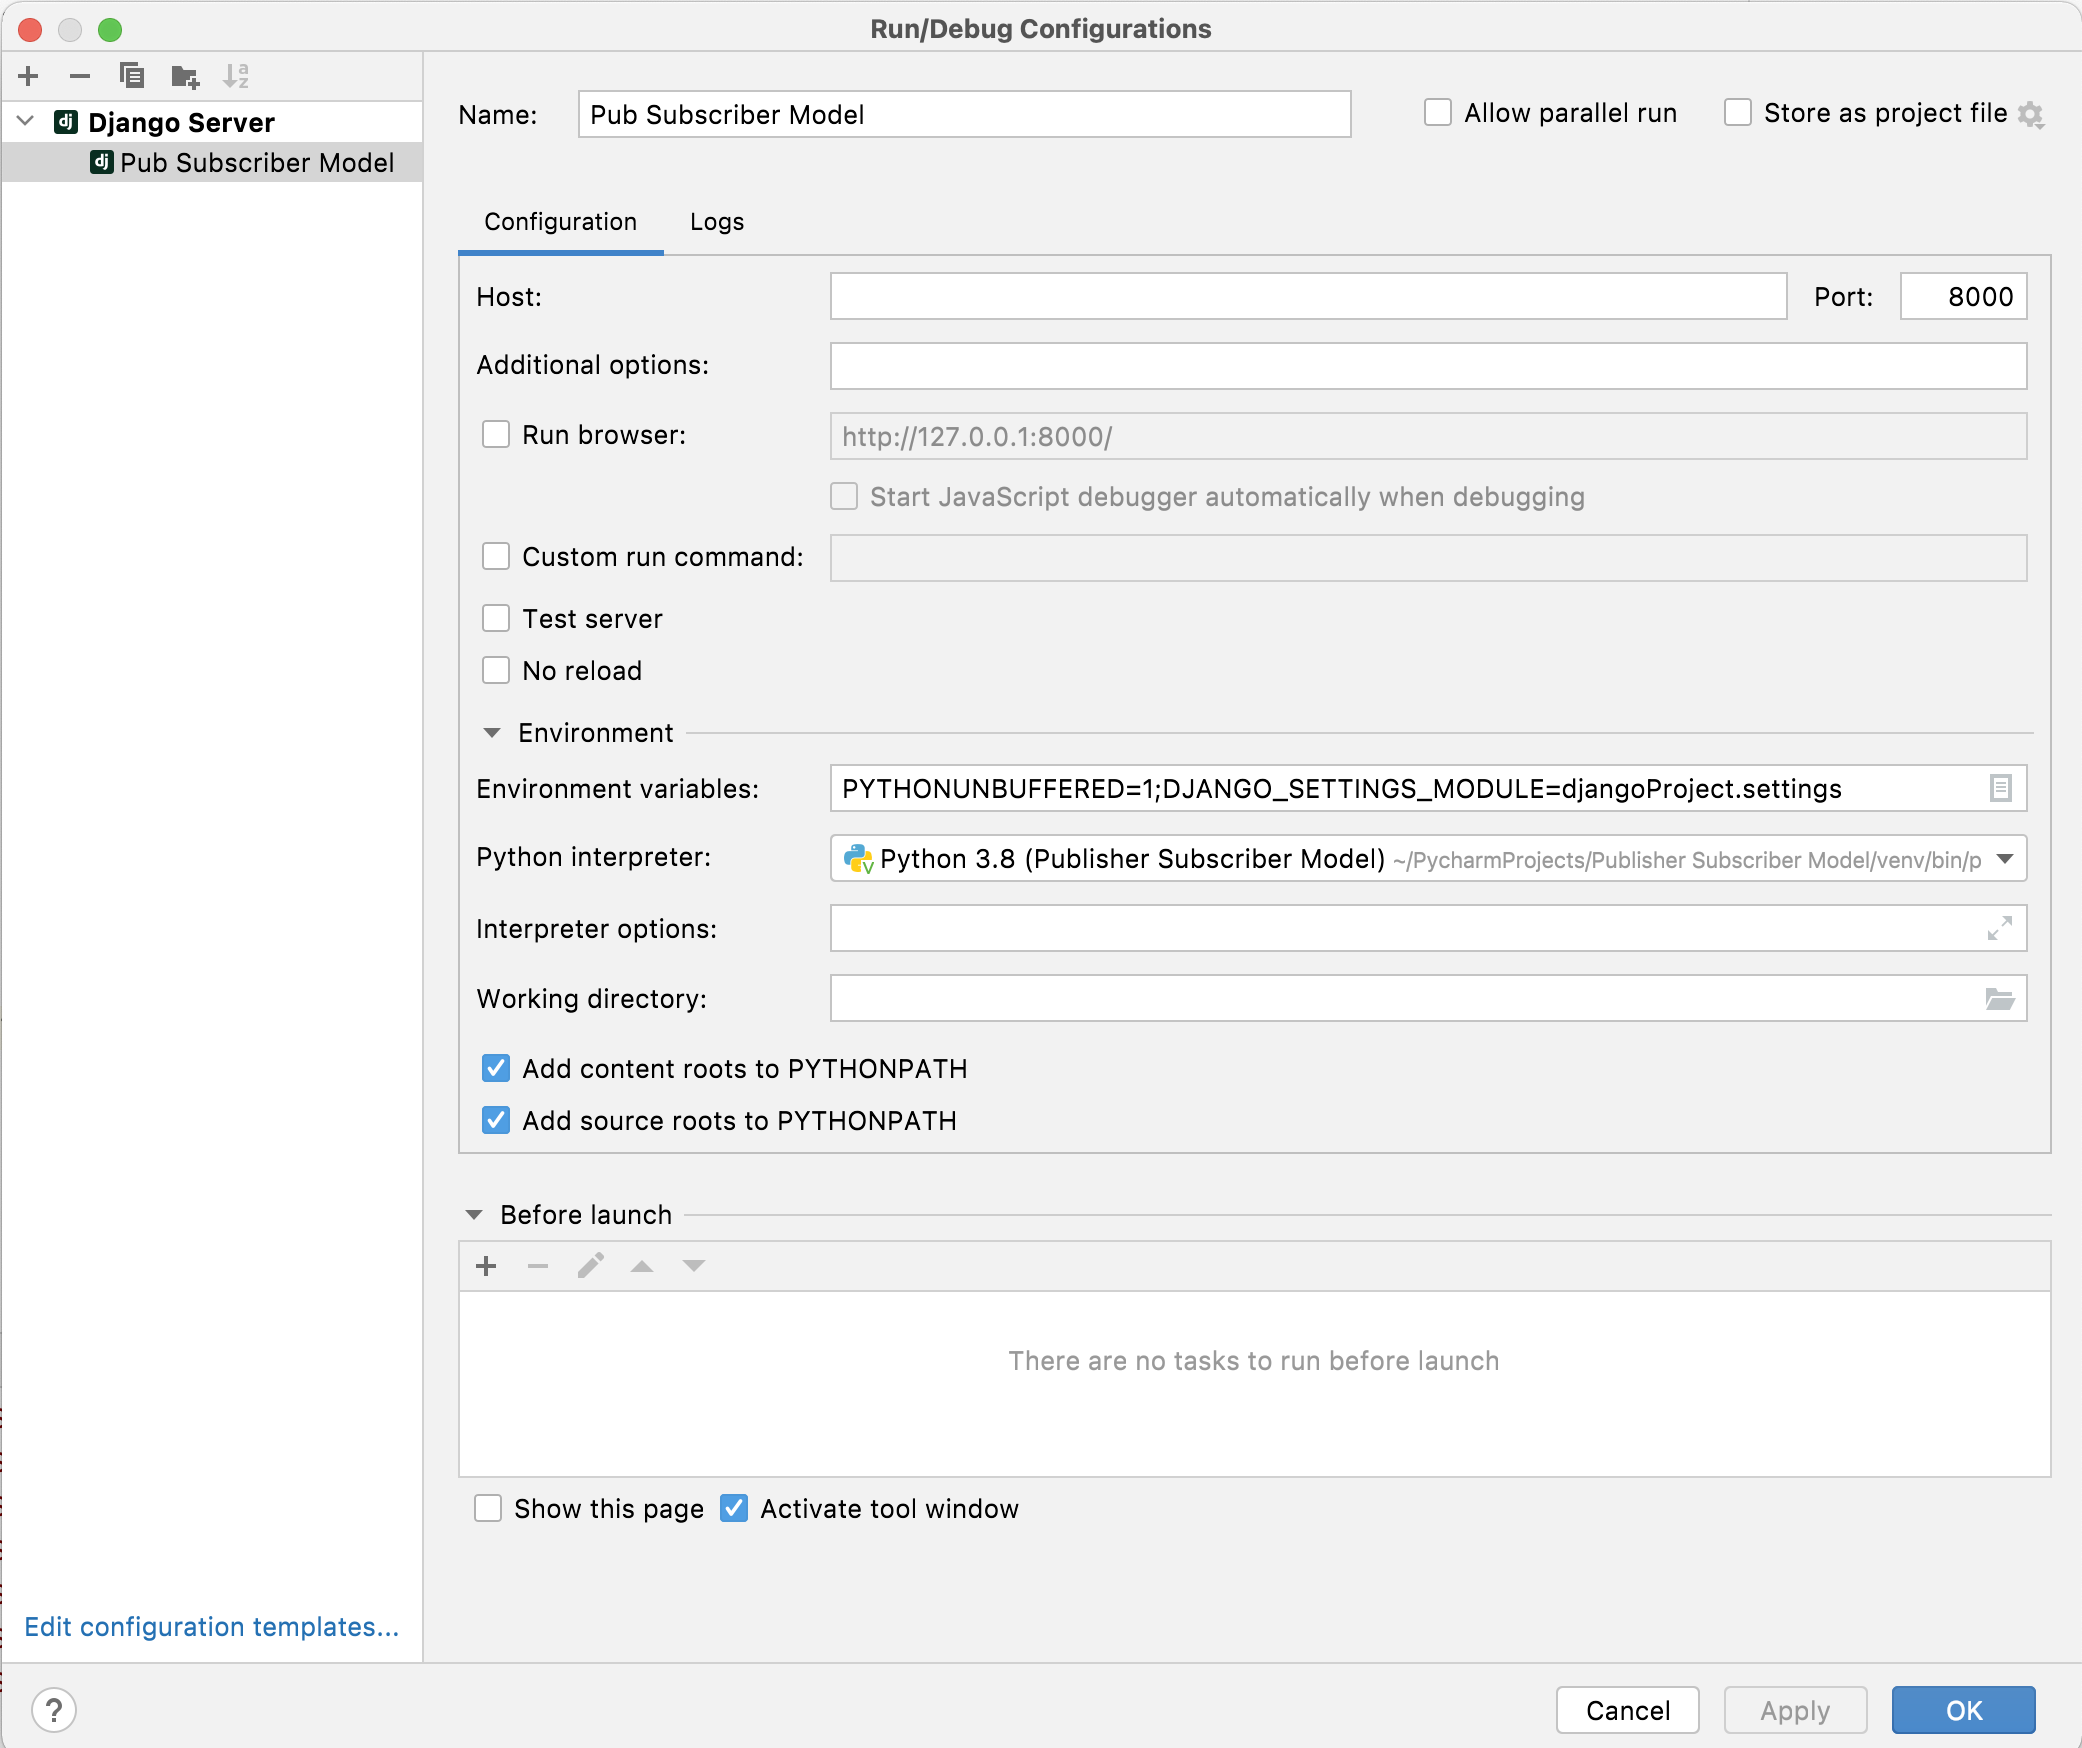 Run/Debug Configurations
Django Server
Pub Subscriber Model
Edit configuration templates...
Name: Pub Subscriber Model Allow parallel run Store as project file
Configuration Logs
Host: Port: 8000
Additional options:
Run browser: http://127.0.0.1:8000/
Start JavaScript debugger automatically when debugging
Custom run command:
Test server
No reload
Environment
Environment variables: PYTHONUNBUFFERED=1;DJANGO_SETTINGS_MODULE=djangoProject.settings
Python interpreter: Python 3.8 (Publisher Subscriber Model) ~/PycharmProjects/Publisher Subscriber Model/venv/bin/p
Interpreter options:
Working directory:
Add content roots to PYTHONPATH
Add source roots to PYTHONPATH
Before launch
There are no tasks to run before launch
Show this page Activate tool window
? Cancel Apply OK